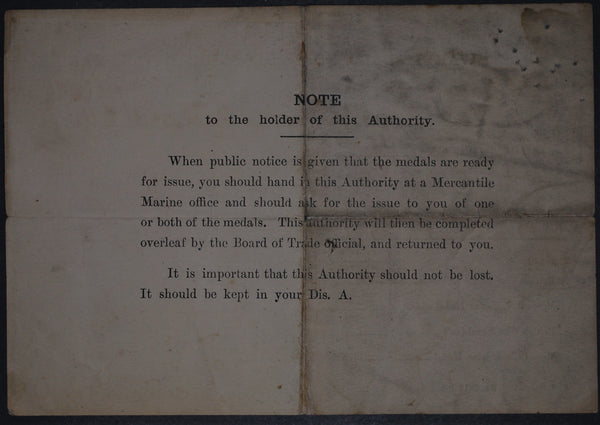 NOTE
to the holder of this Authority.
When public notice is given that the medals are ready
for issue, you should hand in this Authority at a Mercantile
Marine office and should ask for the issue to you of one
or both of the medals. This authority will then be completed
overleaf by the Board of Trade official, and returned to you.
It is important that this Authority should not be lost.
It should be kept in your Dis. A.